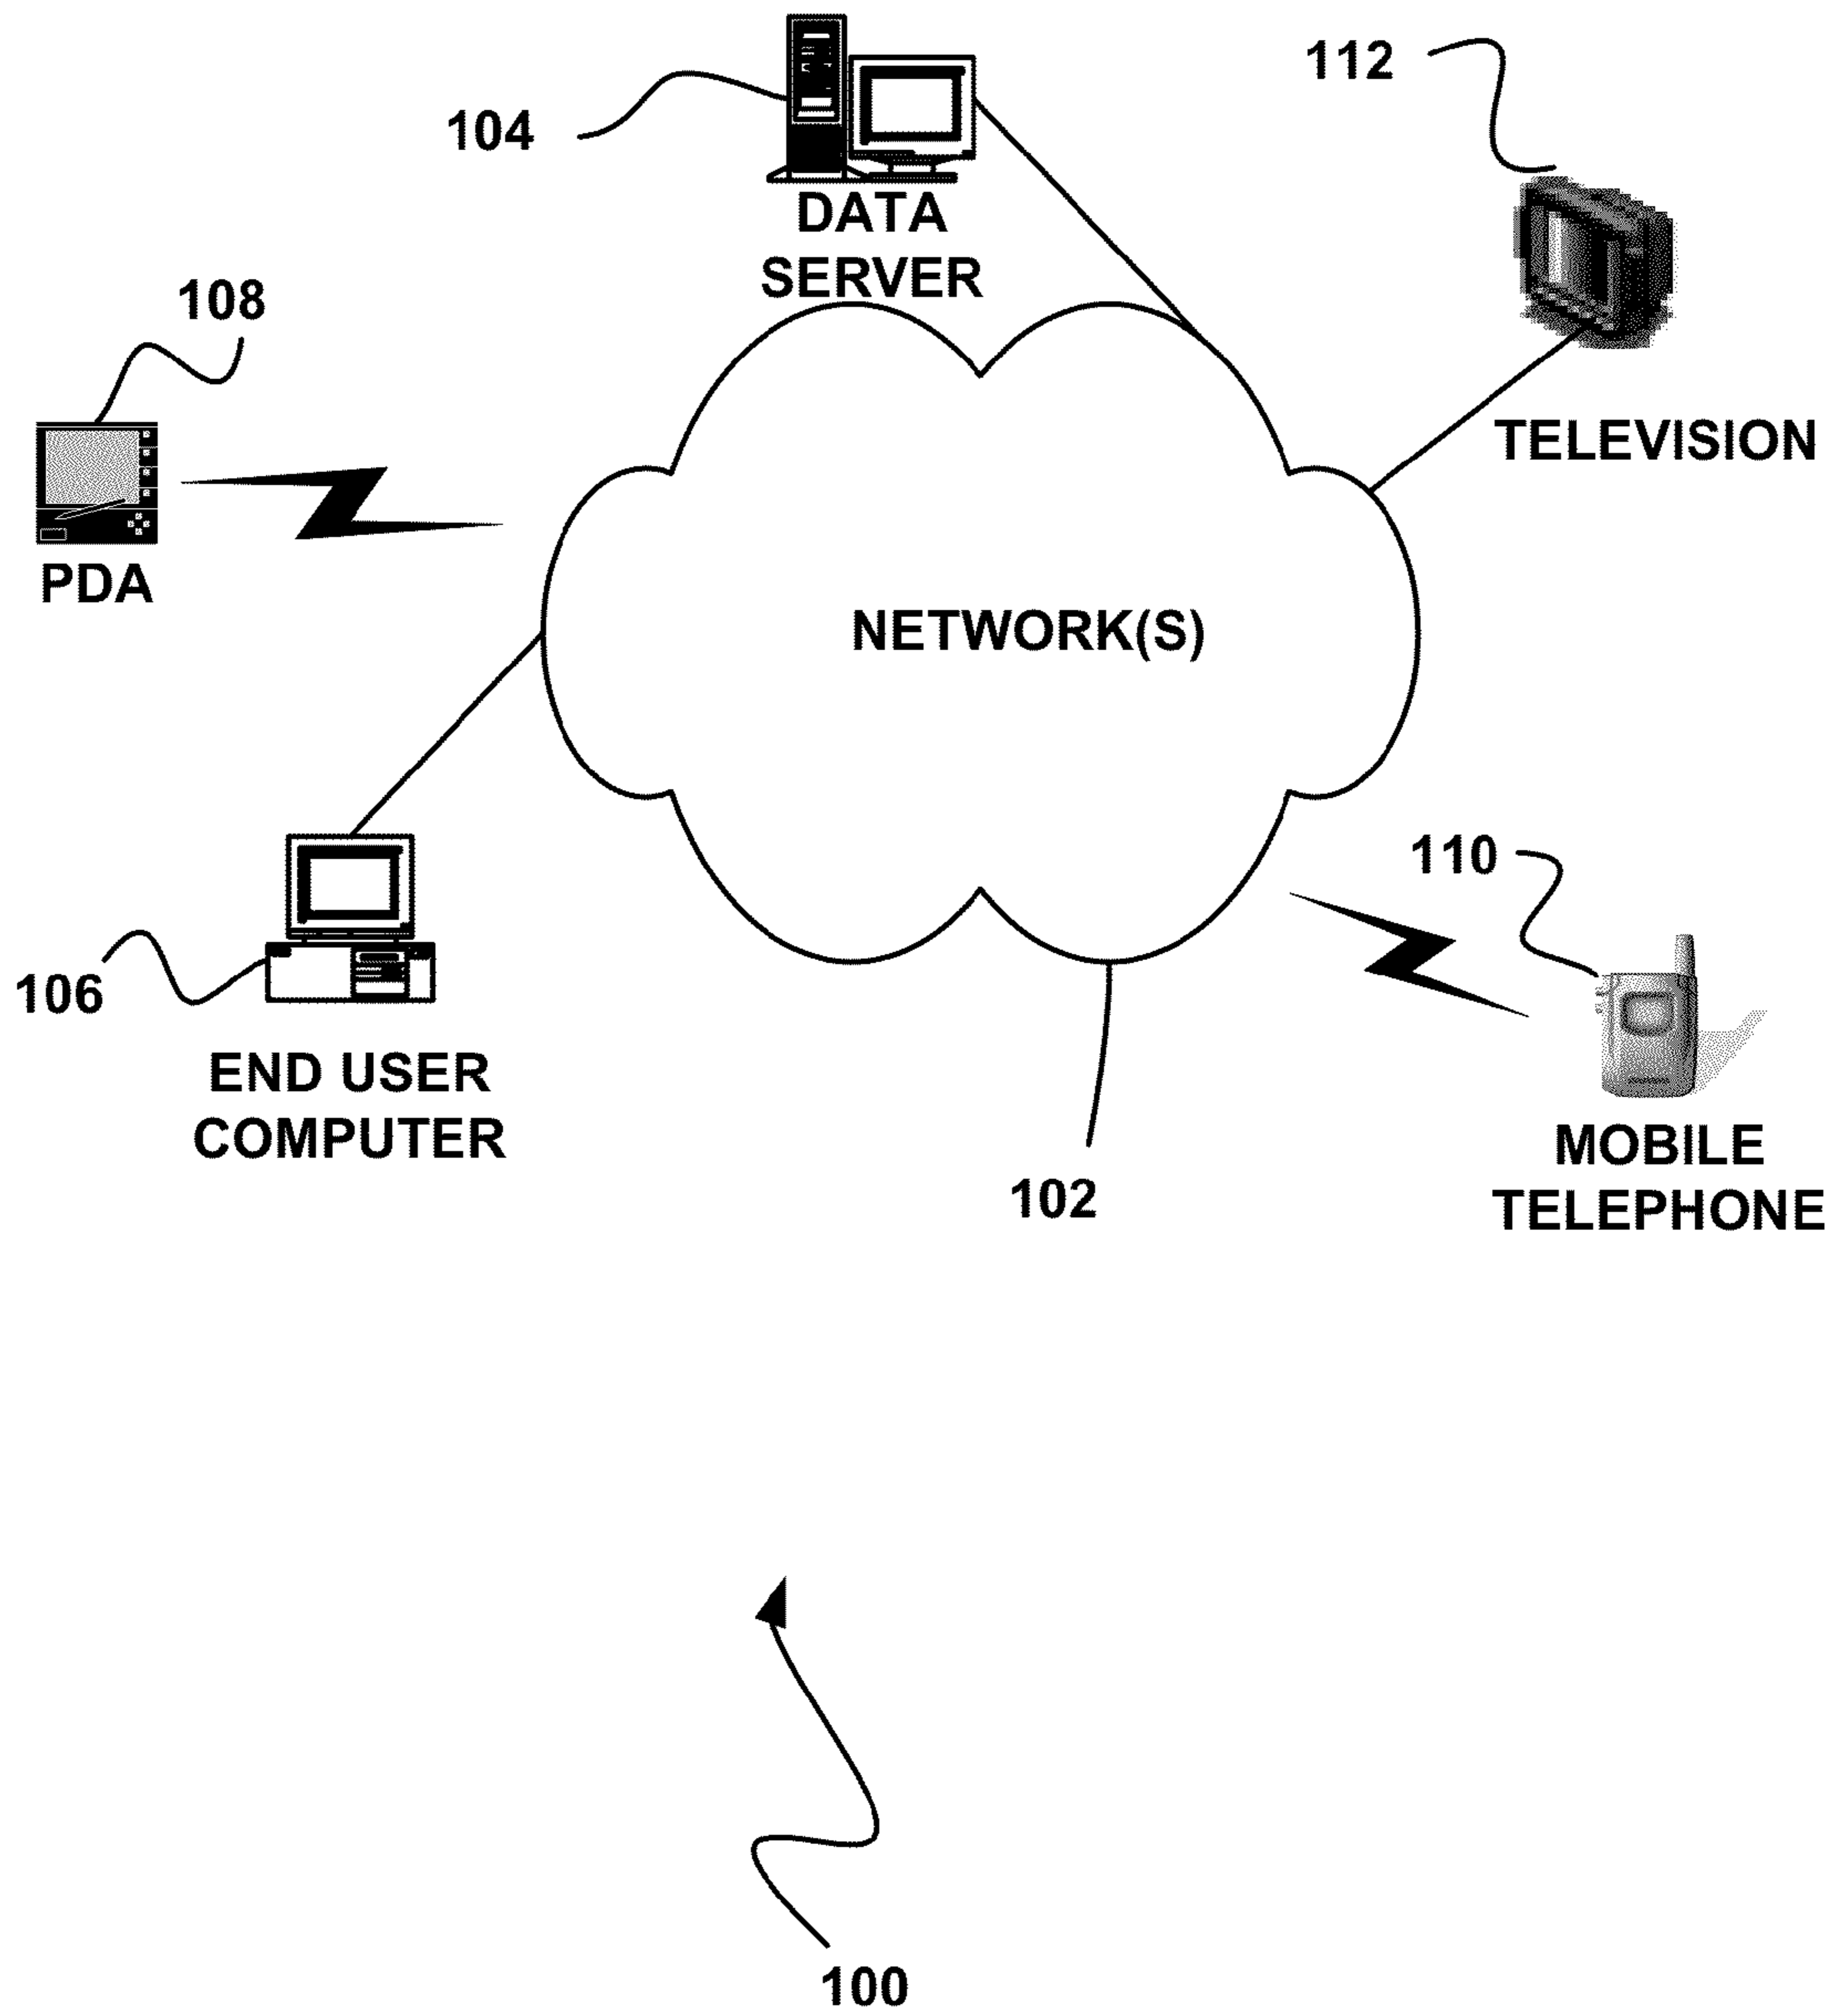 112
104
DATA
SERVER
108
TELEVISION
PDA
NETWORK(S)
110
106
END USER
COMPUTER
MOBILE
TELEPHONE
102
100